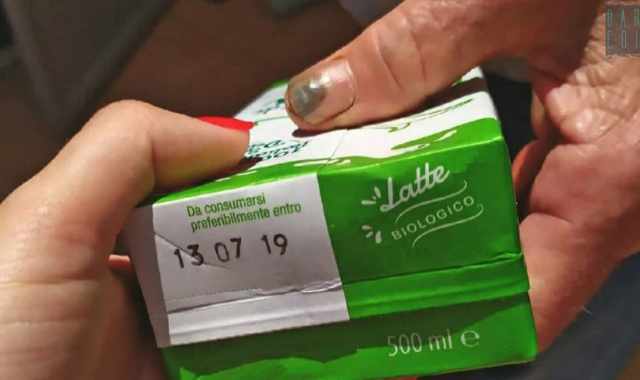 Da consumarsi
preferibilmente entro
13 07 19
Latte
BIOLOGICO
500 ml ℮